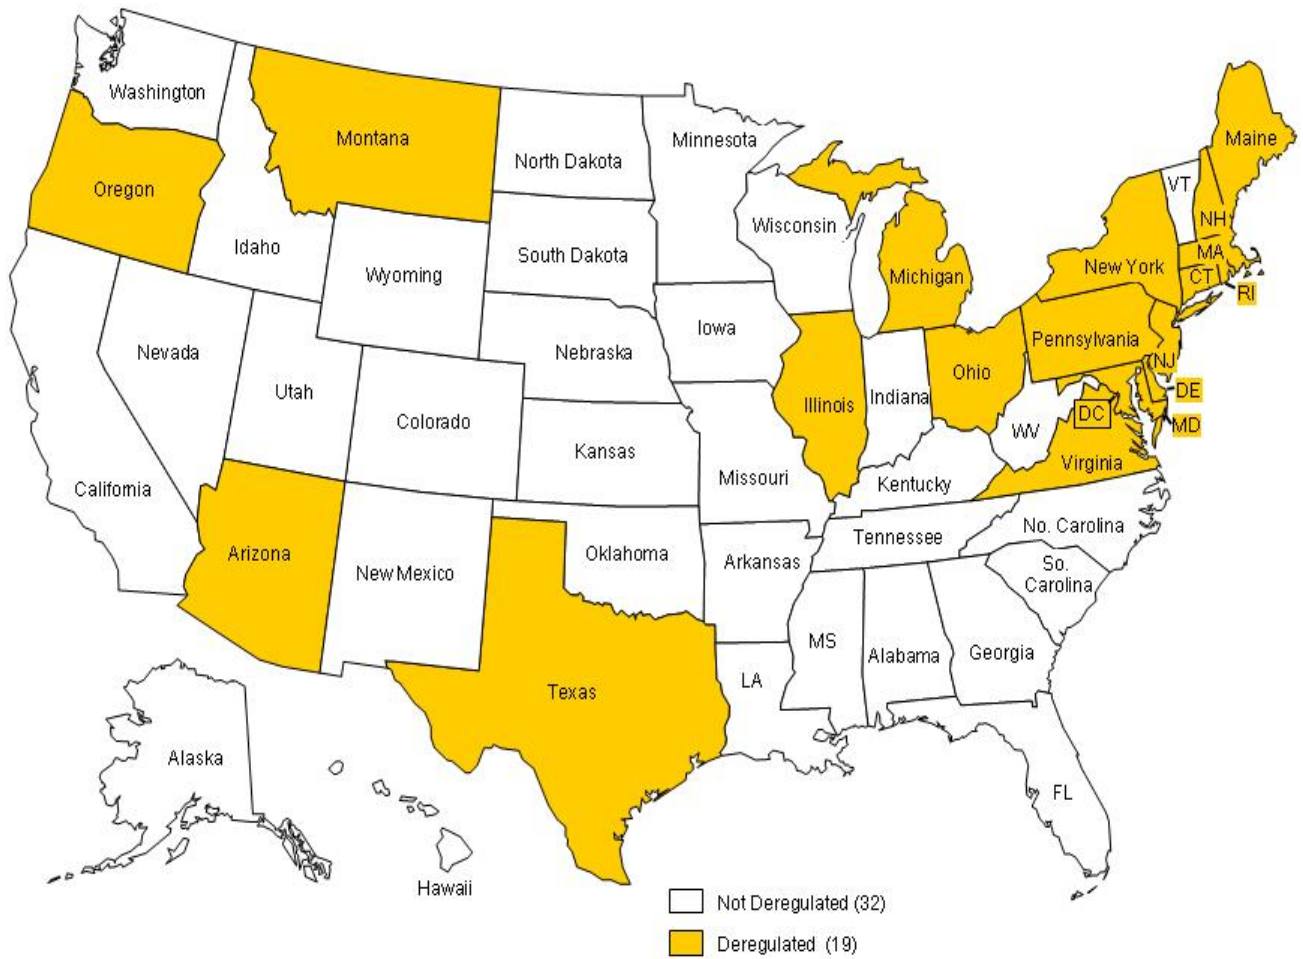 Washington
Montana
North Dakota
Minnesota
Maine
Oregon
VT
Idaho
South Dakota
Wisconsin
NH
Wyoming
Michigan
New York
MA
CT
RI
Nevada
Nebraska
Iowa
Pennsylvania
NJ
Utah
Colorado
Illinois
Indiana
Ohio
DE
DC
MD
WV
Virginia
California
Kansas
Missouri
Kentucky
Arizona
New Mexico
Oklahoma
Arkansas
Tennessee
No. Carolina
So.
Carolina
MS
Alabama
Georgia
Texas
LA
Alaska
FL
Hawaii
Not Deregulated (32)
Deregulated (19)